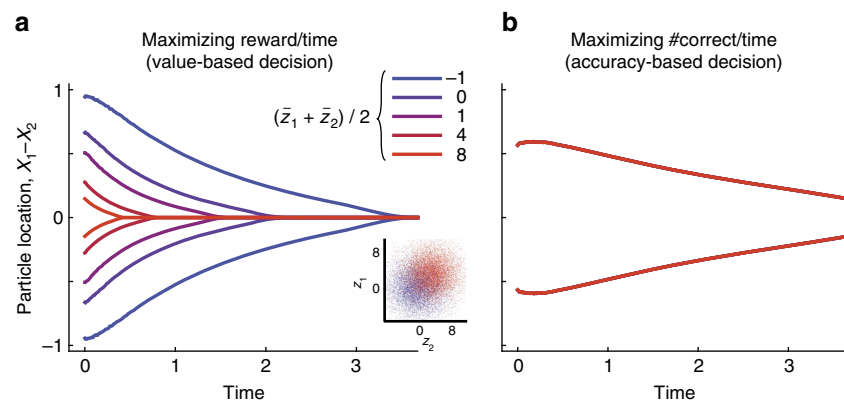 a
Maximizing reward/time
(value-based decision)
(z̄₁ + z̄₂) / 2
–1
0
1
4
8
Particle location, X₁–X₂
1
0
–1
0
1
2
3
Time
z₁
8
0
0
8
z₂
b
Maximizing #correct/time
(accuracy-based decision)
0
1
2
3
Time